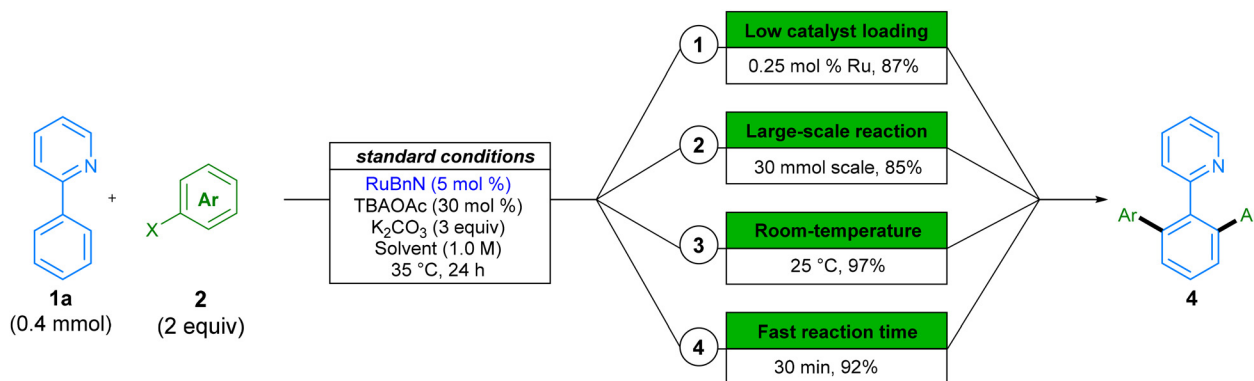 N
1a
(0.4 mmol)
+
Ar
X
2
(2 equiv)
standard conditions
RuBnN (5 mol %)
TBAOAc (30 mol %)
K2CO3 (3 equiv)
Solvent (1.0 M)
35 °C, 24 h
1
Low catalyst loading
0.25 mol % Ru, 87%
2
Large-scale reaction
30 mmol scale, 85%
3
Room-temperature
25 °C, 97%
4
Fast reaction time
30 min, 92%
N
Ar
A
4